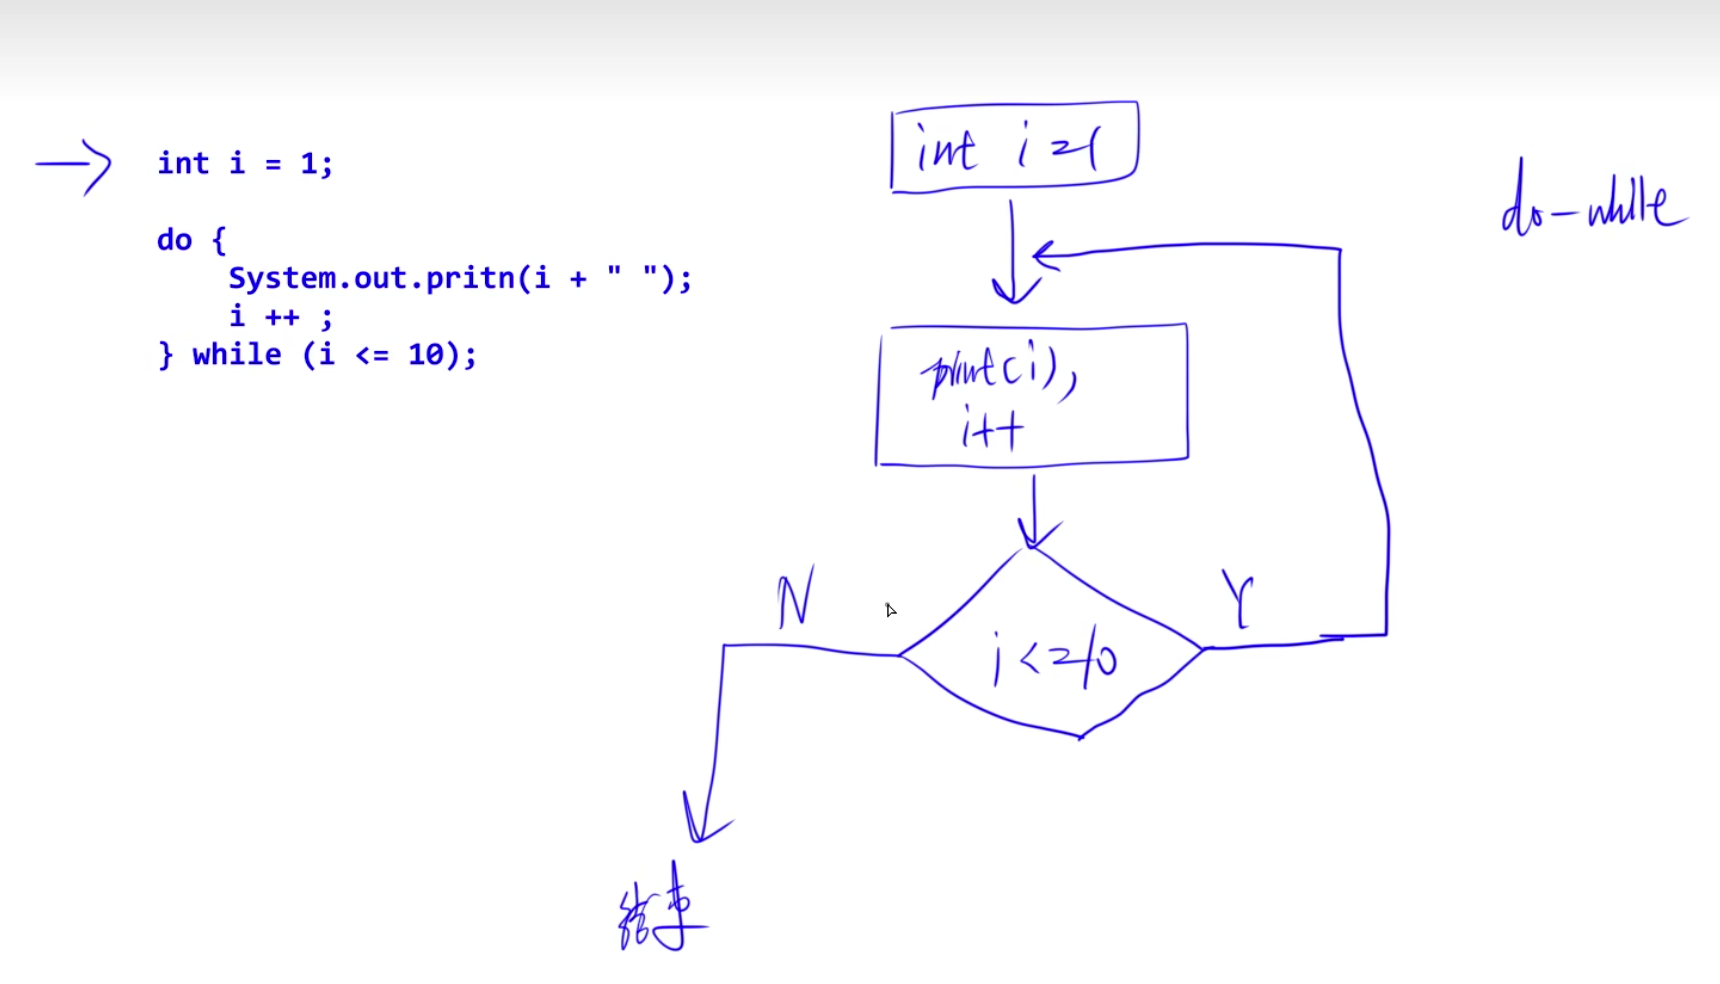 int i = 1;
do {
System.out.pritn(i + " ");
i ++ ;
} while (i <= 10);
int i = 1
do-while
print(i),
i++
N
Y
i<=10
结束